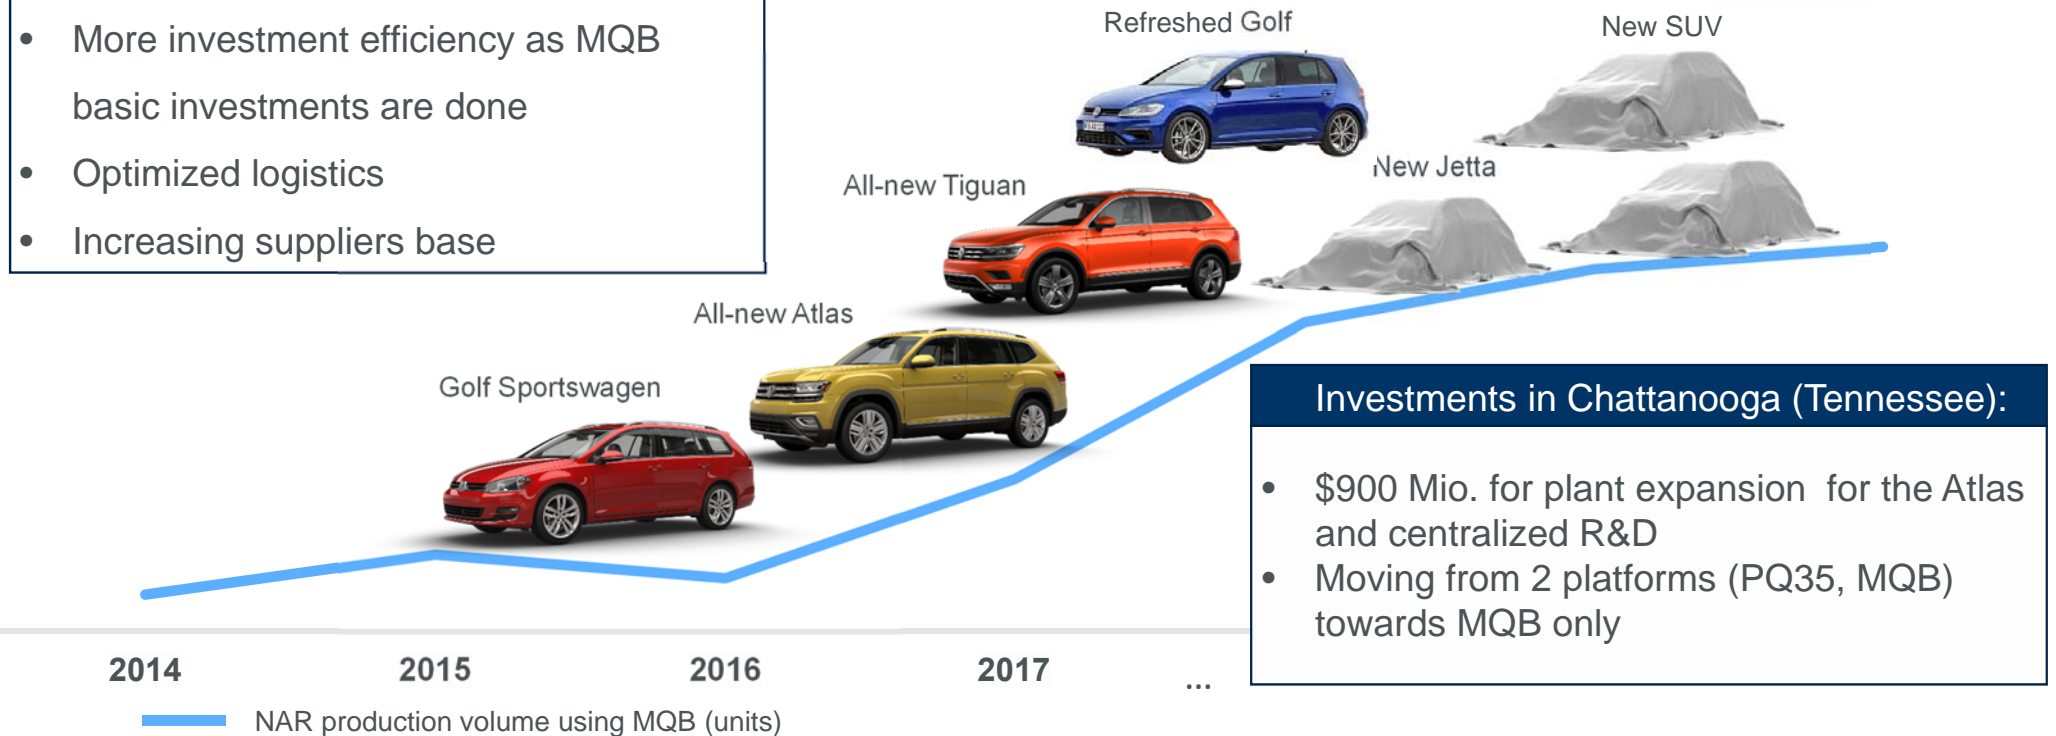 • More investment efficiency as MQB
basic investments are done
• Optimized logistics
• Increasing suppliers base
Refreshed Golf
New SUV
All-new Tiguan
New Jetta
All-new Atlas
Golf Sportswagen
Investments in Chattanooga (Tennessee):
• $900 Mio. for plant expansion for the Atlas
and centralized R&D
• Moving from 2 platforms (PQ35, MQB)
towards MQB only
2014
2015
2016
2017
...
NAR production volume using MQB (units)